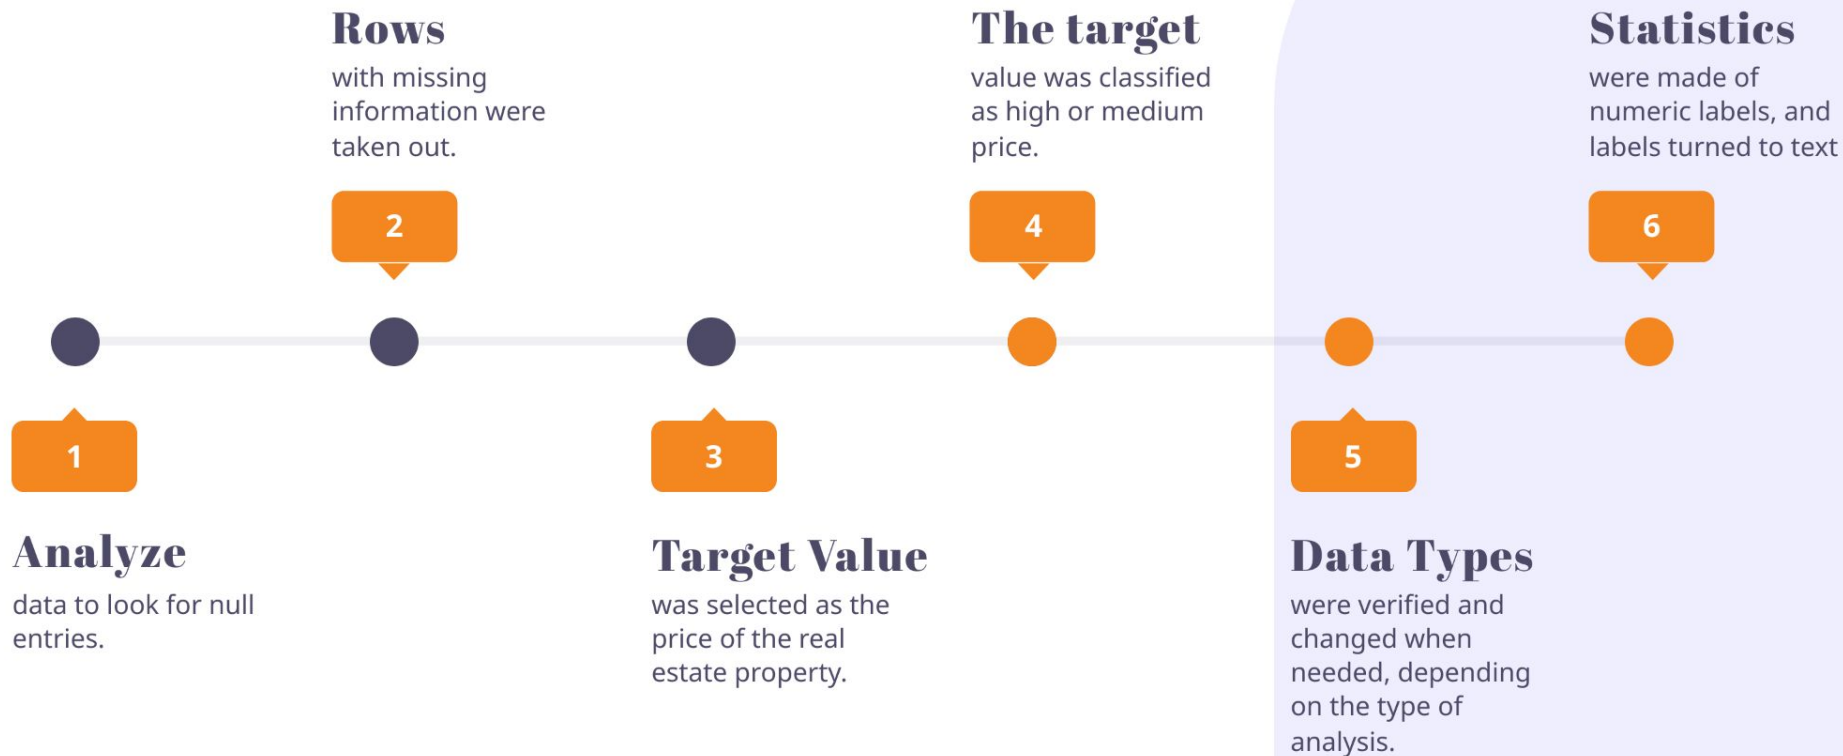 1
Analyze
data to look for null
entries.
Rows
with missing
information were
taken out.
2
3
Target Value
was selected as the
price of the real
estate property.
The target
value was classified
as high or medium
price.
4
5
Data Types
were verified and
changed when
needed, depending
on the type of
analysis.
Statistics
were made of
numeric labels, and
labels turned to text
6